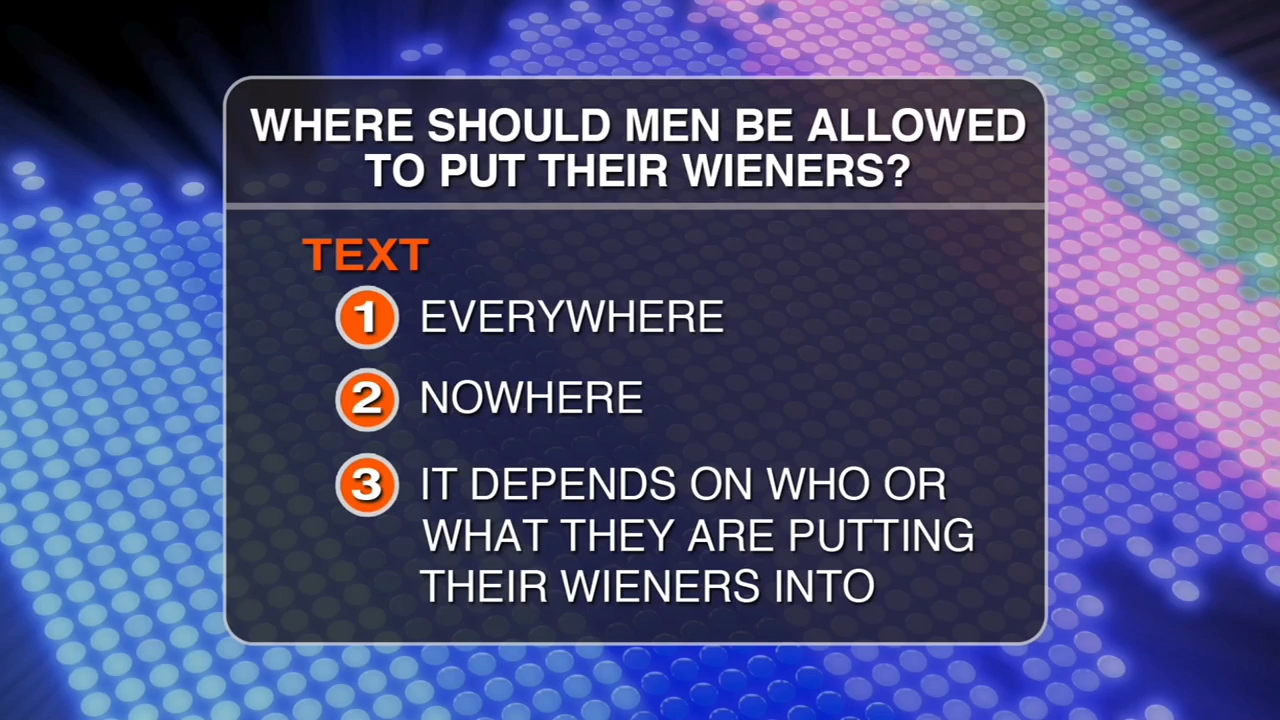 WHERE SHOULD MEN BE ALLOWED
TO PUT THEIR WIENERS?
TEXT
1 EVERYWHERE
2 NOWHERE
3 IT DEPENDS ON WHO OR
WHAT THEY ARE PUTTING
THEIR WIENERS INTO